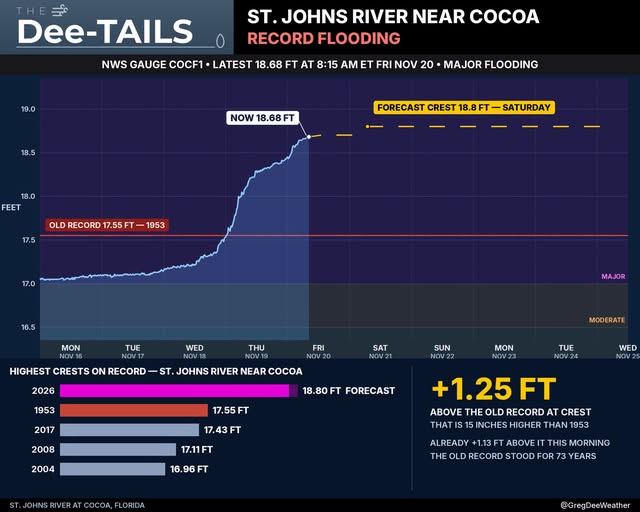 THE
Dee-TAILS
ST. JOHNS RIVER NEAR COCOA
RECORD FLOODING
NWS GAUGE COCF1 • LATEST 18.68 FT AT 8:15 AM ET FRI NOV 20 • MAJOR FLOODING
19.0
FORECAST CREST 18.8 FT — SATURDAY
NOW 18.68 FT
18.5
18.0
FEET
OLD RECORD 17.55 FT — 1953
17.5
MAJOR
17.0
MODERATE
16.5
MON TUE WED THU FRI SAT SUN MON TUE WED
NOV 16 NOV 17 NOV 18 NOV 19 NOV 20 NOV 21 NOV 22 NOV 23 NOV 24 NOV 25
HIGHEST CRESTS ON RECORD — ST. JOHNS RIVER NEAR COCOA
2026 18.80 FT FORECAST
1953 17.55 FT
2017 17.43 FT
2008 17.11 FT
2004 16.96 FT
+1.25 FT
ABOVE THE OLD RECORD AT CREST
THAT IS 15 INCHES HIGHER THAN 1953
ALREADY +1.13 FT ABOVE IT THIS MORNING
THE OLD RECORD STOOD FOR 73 YEARS
ST. JOHNS RIVER AT COCOA, FLORIDA
@GregDeeWeather